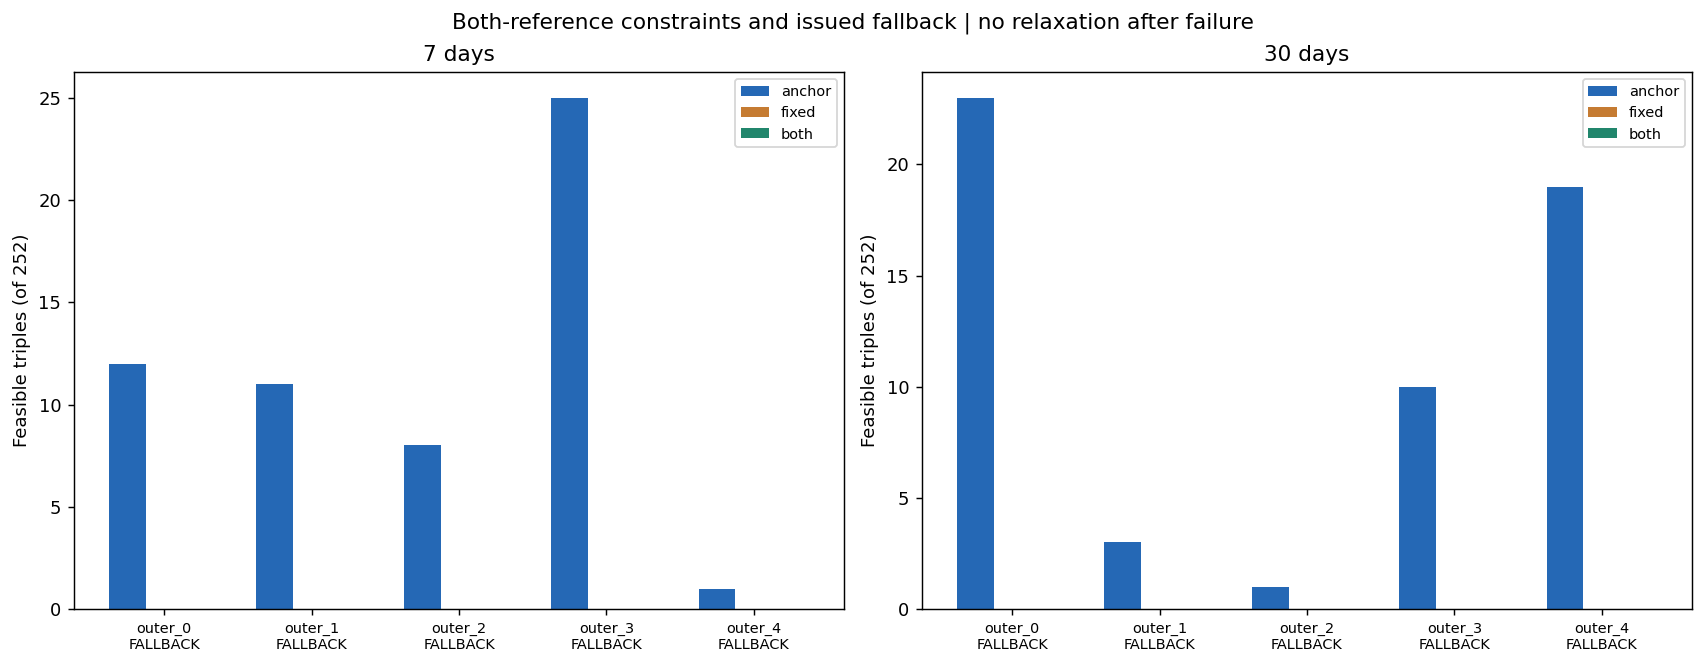 Both-reference constraints and issued fallback | no relaxation after failure
7 days
Feasible triples (of 252)
25
20
15
10
5
0
anchor
fixed
both
outer_0
FALLBACK
outer_1
FALLBACK
outer_2
FALLBACK
outer_3
FALLBACK
outer_4
FALLBACK
30 days
Feasible triples (of 252)
20
15
10
5
0
anchor
fixed
both
outer_0
FALLBACK
outer_1
FALLBACK
outer_2
FALLBACK
outer_3
FALLBACK
outer_4
FALLBACK